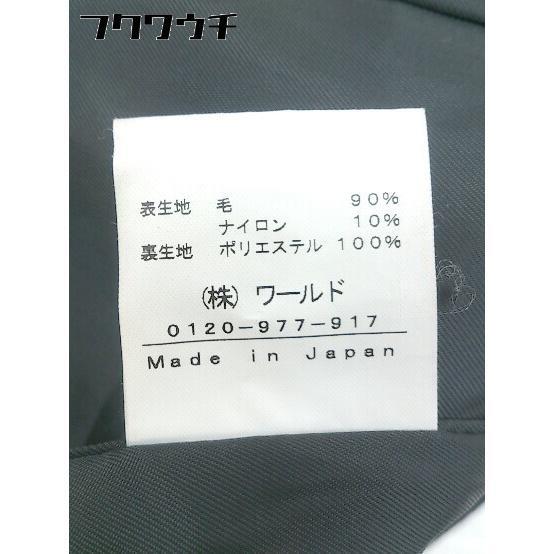 フクワウチ
表生地 毛 90%
ナイロン 10%
裏生地 ポリエステル 100%
(株) ワールド
0120-977-917
Made in Japan